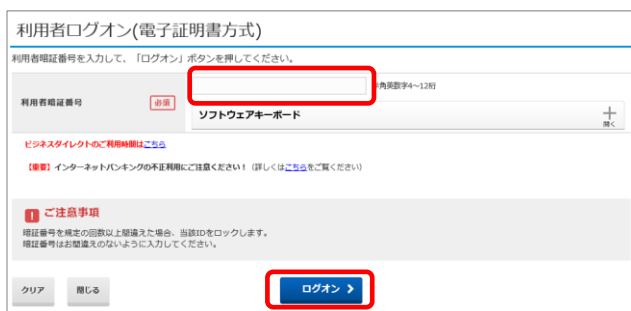 利用者ログオン(電子証明書方式)
利用者暗証番号を入力して、「ログオン」ボタンを押してください。
利用者暗証番号 必須
角英数字4～12桁
ソフトウェアキーボード
開く
ビジネスダイレクトのご利用時間はこちら
【重要】インターネットバンキングの不正利用にご注意ください！（詳しくはこちらをご覧ください）
ご注意事項
暗証番号を規定の回数以上間違えた場合、当該IDをロックします。
暗証番号はお間違えのないように入力してください。
クリア 閉じる ログオン